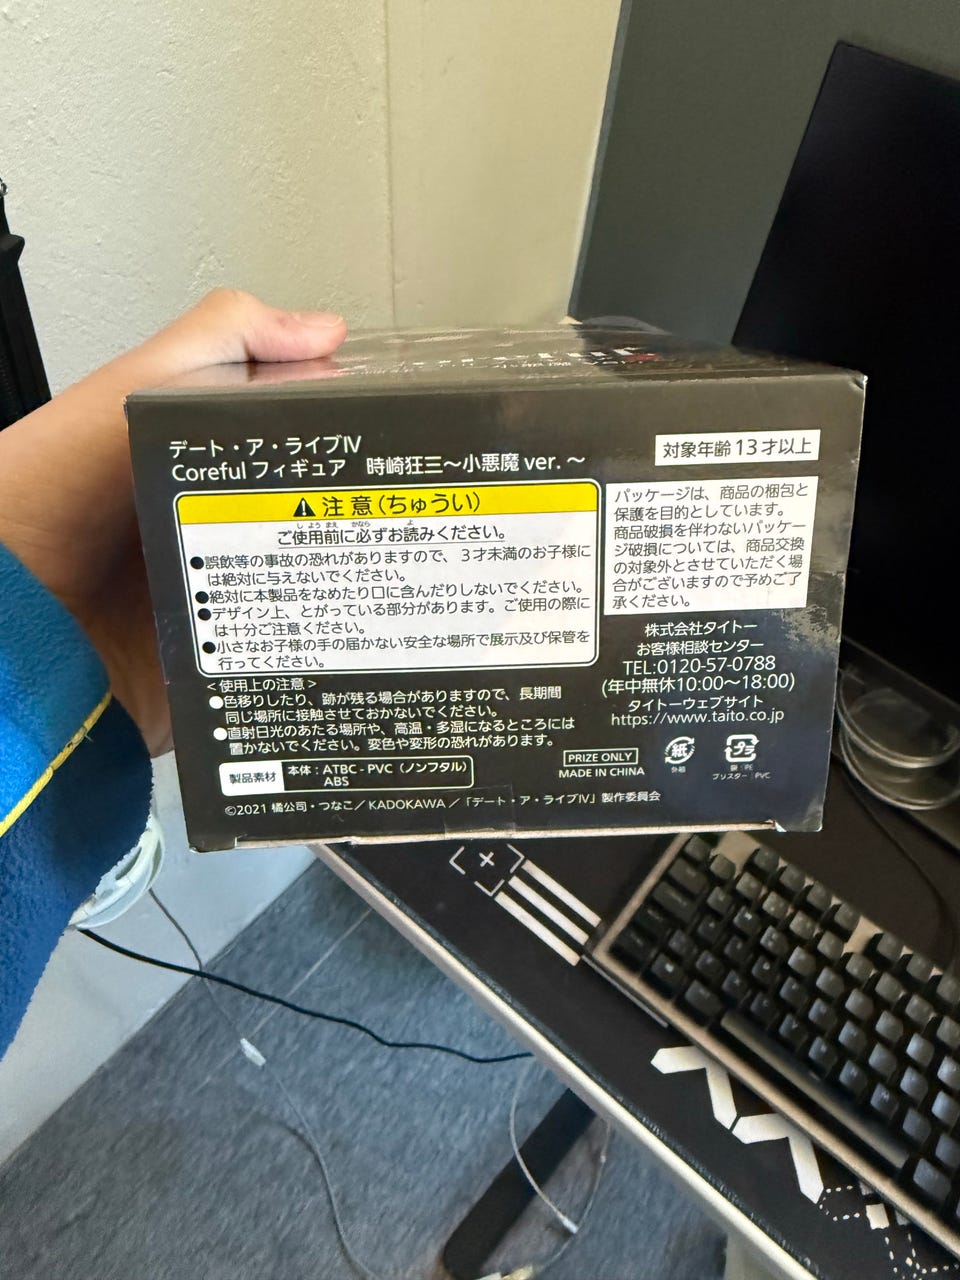 デート・ア・ライブⅣ
Corefulフィギュア　時崎狂三～小悪魔 ver.～
対象年齢13才以上
注意(ちゅうい)
ご使用前に必ずお読みください。
●誤飲等の事故の恐れがありますので、３才未満のお子様に
は絶対に与えないでください。
●絶対に本製品をなめたり口に含んだりしないでください。
●デザイン上、とがっている部分があります。ご使用の際に
は十分ご注意ください。
●小さなお子様の手の届かない安全な場所で展示及び保管を
行ってください。
パッケージは、商品の梱包と
保護を目的としています。
商品破損を伴わないパッケー
ジ破損については、商品交換
の対象外とさせていただく場
合がございますので予めご了
承ください。
株式会社タイトー
お客様相談センター
TEL:0120-57-0788
(年中無休10:00～18:00)
タイトーウェブサイト
https://www.taito.co.jp
＜使用上の注意＞
●色移りしたり、跡が残る場合がありますので、長期間
同じ場所に接触させておかないでください。
●直射日光のあたる場所や、高温・多湿になるところには
置かないでください。変色や変形の恐れがあります。
製品素材
本体：ATBC-PVC（ノンフタル）
ABS
PRIZE ONLY
MADE IN CHINA
紙
外箱
プラ
袋：PE
ブリスター：PVC
©2021 橘公司・つなこ／KADOKAWA／「デート・ア・ライブⅣ」製作委員会